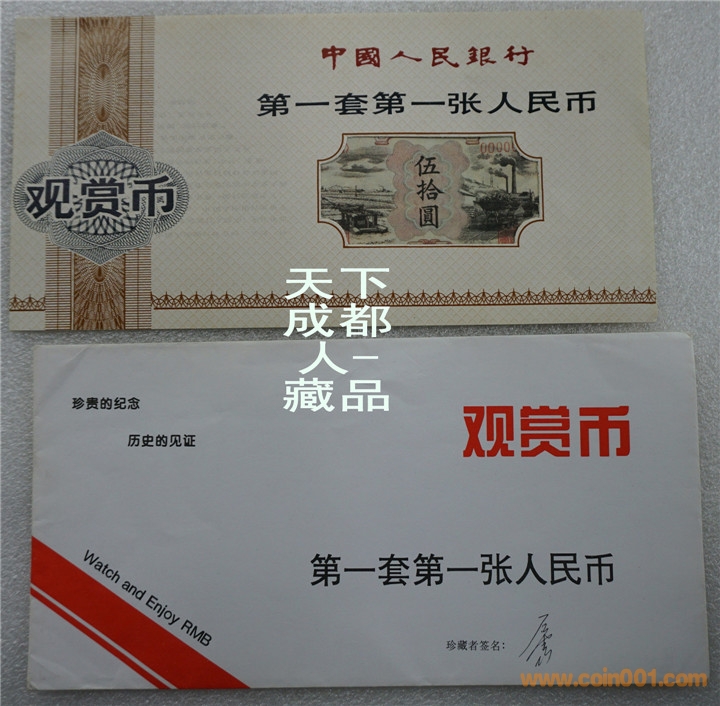 中國人民銀行
第一套第一张人民币
观赏币
0000
伍拾圓
天下
成都
人-
藏品
珍贵的纪念
历史的见证
观赏币
第一套第一张人民币
Watch and Enjoy RMB
珍藏者签名:
www.coin001.com